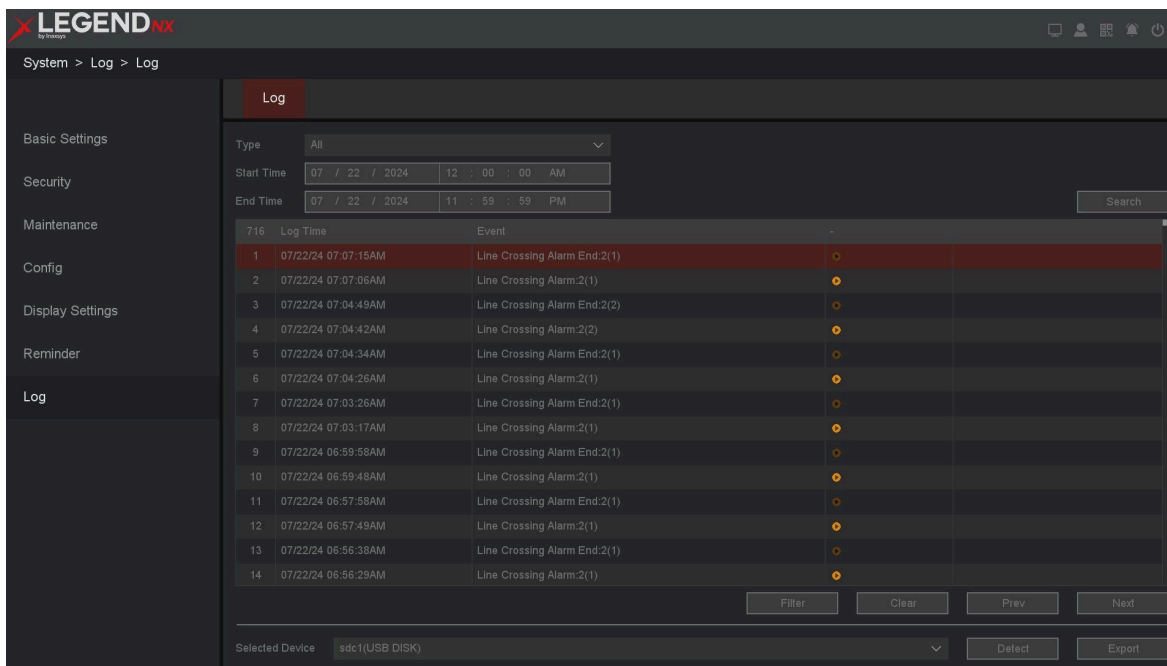 LEGEND NX
by Inaxsys
System > Log > Log
Log
Basic Settings
Security
Maintenance
Config
Display Settings
Reminder
Log
Type All
Start Time 07 / 22 / 2024 12 : 00 : 00 AM
End Time 07 / 22 / 2024 11 : 59 : 59 PM
Search
716 Log Time Event -
1 07/22/24 07:07:15AM Line Crossing Alarm End:2(1)
2 07/22/24 07:07:06AM Line Crossing Alarm:2(1)
3 07/22/24 07:04:49AM Line Crossing Alarm End:2(2)
4 07/22/24 07:04:42AM Line Crossing Alarm:2(2)
5 07/22/24 07:04:34AM Line Crossing Alarm End:2(1)
6 07/22/24 07:04:26AM Line Crossing Alarm:2(1)
7 07/22/24 07:03:26AM Line Crossing Alarm End:2(1)
8 07/22/24 07:03:17AM Line Crossing Alarm:2(1)
9 07/22/24 06:59:58AM Line Crossing Alarm End:2(1)
10 07/22/24 06:59:48AM Line Crossing Alarm:2(1)
11 07/22/24 06:57:58AM Line Crossing Alarm End:2(1)
12 07/22/24 06:57:49AM Line Crossing Alarm:2(1)
13 07/22/24 06:56:38AM Line Crossing Alarm End:2(1)
14 07/22/24 06:56:29AM Line Crossing Alarm:2(1)
Filter Clear Prev Next
Selected Device sdc1(USB DISK) Detect Export